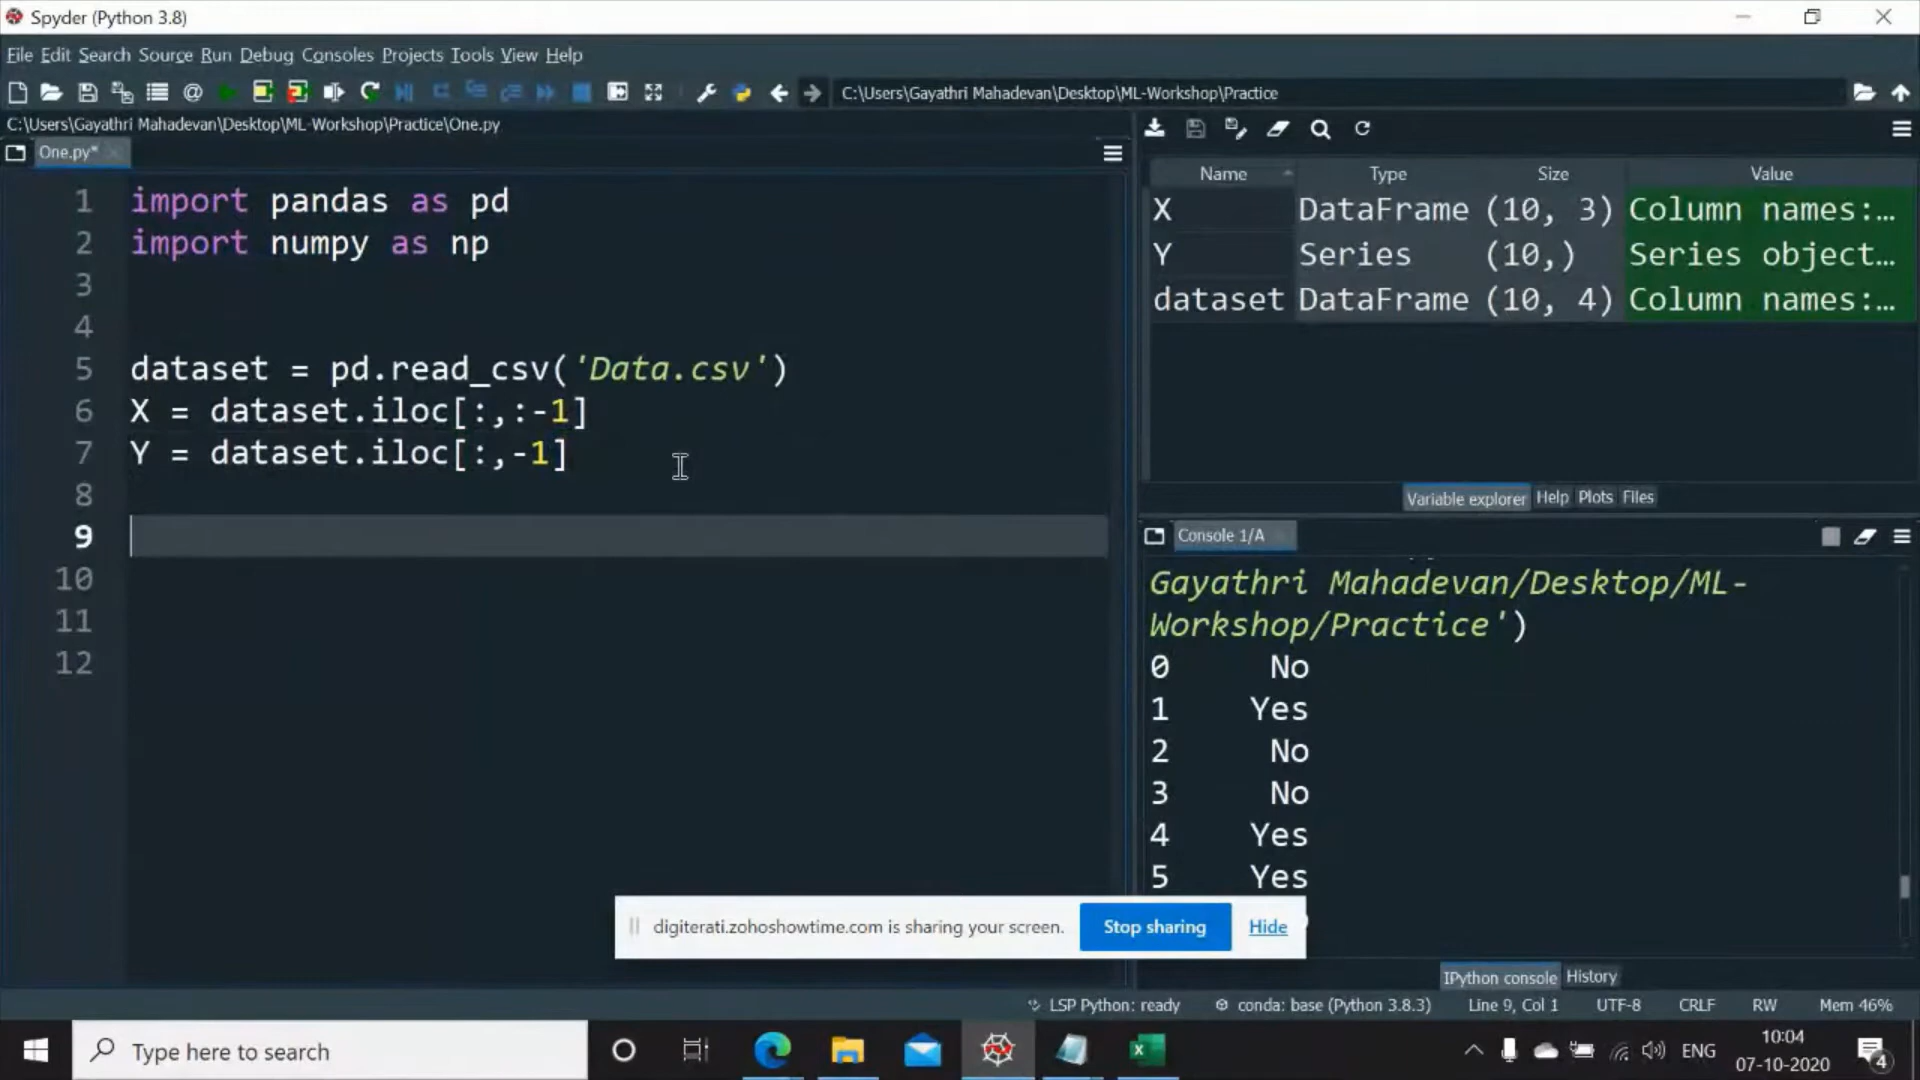 Spyder (Python 3.8)
File Edit Search Source Run Debug Consoles Projects Tools View Help
C:\Users\Gayathri Mahadevan\Desktop\ML-Workshop\Practice
C:\Users\Gayathri Mahadevan\Desktop\ML-Workshop\Practice\One.py
One.py*
1 import pandas as pd
2 import numpy as np
3
4
5 dataset = pd.read_csv('Data.csv')
6 X = dataset.iloc[:,:-1]
7 Y = dataset.iloc[:,-1]
8
9
10
11
12
Name Type Size Value
X DataFrame (10, 3) Column names:…
Y Series (10,) Series object…
dataset DataFrame (10, 4) Column names:…
Variable explorer Help Plots Files
Console 1/A
Gayathri Mahadevan/Desktop/ML-
Workshop/Practice')
0 No
1 Yes
2 No
3 No
4 Yes
5 Yes
digiterati.zohoshowtime.com is sharing your screen. Stop sharing Hide
IPython console History
LSP Python: ready conda: base (Python 3.8.3) Line 9, Col 1 UTF-8 CRLF RW Mem 46%
Type here to search
ENG
10:04
07-10-2020
4